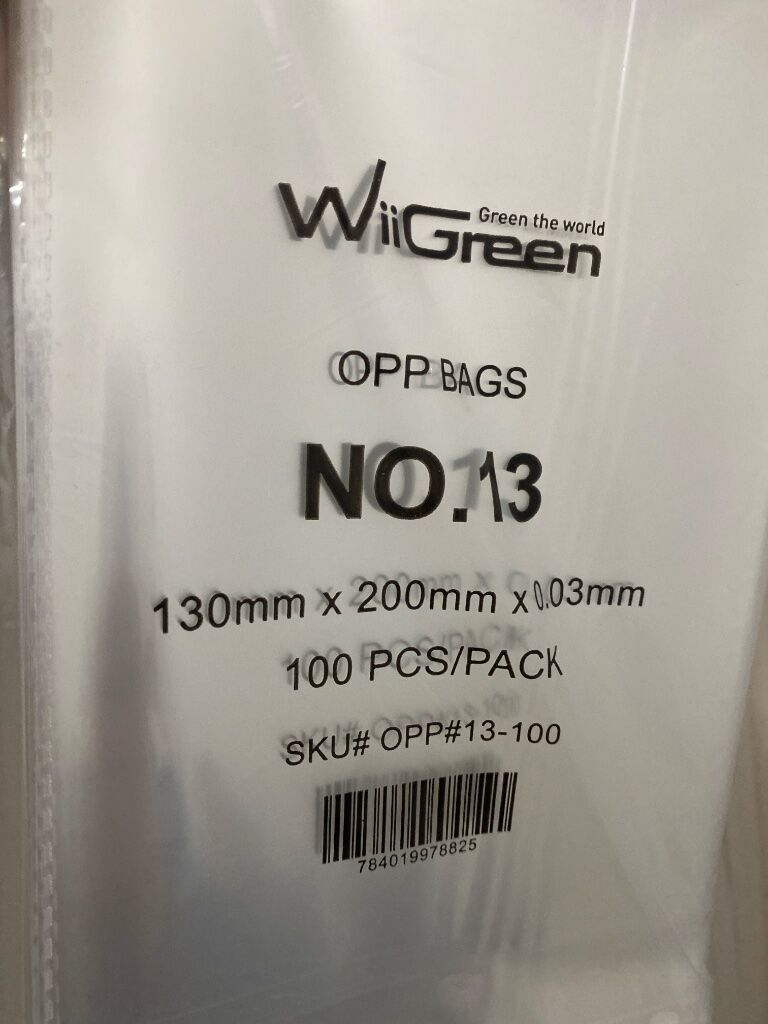 WiiGreen Green the world
OPP BAGS
NO.13
130mm x 200mm x 0.03mm
100 PCS/PACK
SKU# OPP#13-100
784019978825